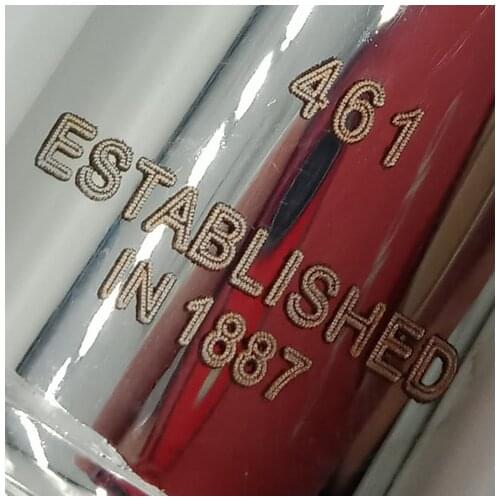 461
ESTABLISHED
IN 1887